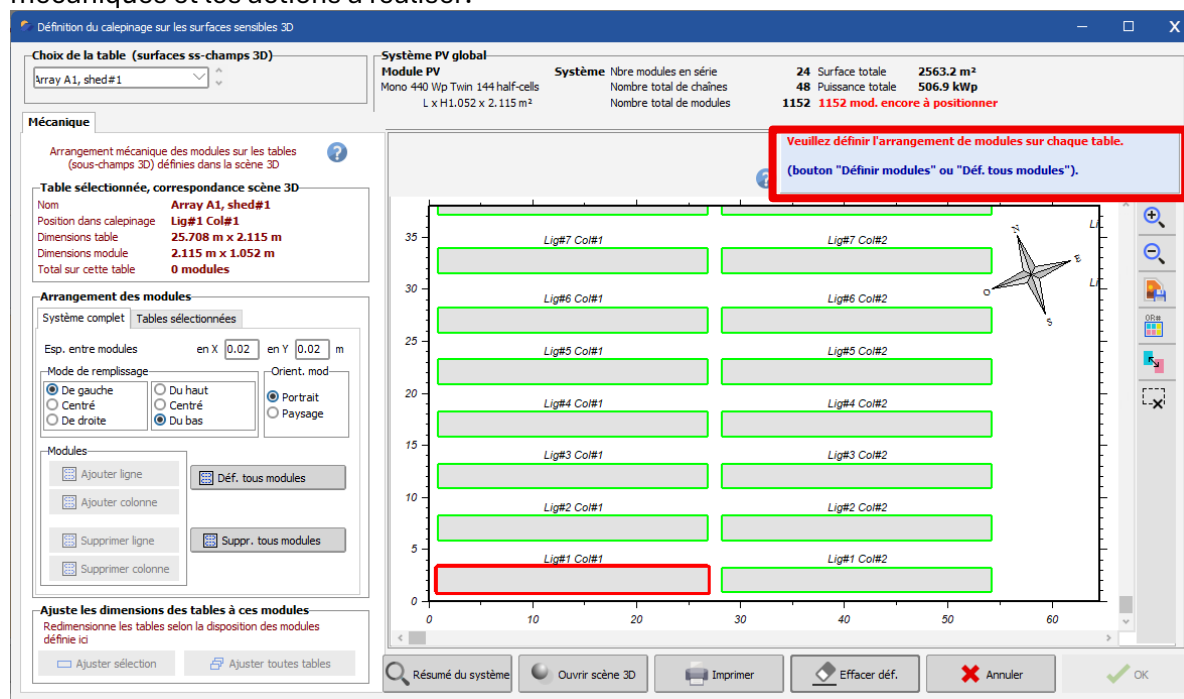 mécaniques et les actions à réaliser.
Définition du calepinage sur les surfaces sensibles 3D
Choix de la table (surfaces ss-champs 3D)
Array A1, shed#1
Système PV global
Module PV Système Nbre modules en série 24 Surface totale 2563.2 m²
Mono 440 Wp Twin 144 half-cells Nombre total de chaînes 48 Puissance totale 506.9 kWp
L x H1.052 x 2.115 m² Nombre total de modules 1152 1152 mod. encore à positionner
Mécanique
Arrangement mécanique des modules sur les tables
(sous-champs 3D) définies dans la scène 3D
?
Table sélectionnée, correspondance scène 3D
Nom Array A1, shed#1
Position dans calepinage Lig#1 Col#1
Dimensions table 25.708 m x 2.115 m
Dimensions module 2.115 m x 1.052 m
Total sur cette table 0 modules
Arrangement des modules
Système complet Tables sélectionnées
Esp. entre modules en X 0.02 en Y 0.02 m
Mode de remplissage Orient. mod
De gauche Du haut Portrait
Centré Centré Paysage
De droite Du bas
Modules
Ajouter ligne Déf. tous modules
Ajouter colonne
Supprimer ligne Suppr. tous modules
Supprimer colonne
Ajuste les dimensions des tables à ces modules
Redimensionne les tables selon la disposition des modules
définie ici
Ajuster sélection Ajuster toutes tables
Veuillez définir l'arrangement de modules sur chaque table.
(bouton "Définir modules" ou "Déf. tous modules").
?
35 Lig#7 Col#1 Lig#7 Col#2 N Li
E
30 Lig#6 Col#1 Lig#6 Col#2 O Li
S
25 Lig#5 Col#1 Lig#5 Col#2
20 Lig#4 Col#1 Lig#4 Col#2
15 Lig#3 Col#1 Lig#3 Col#2
10 Lig#2 Col#1 Lig#2 Col#2
5 Lig#1 Col#1 Lig#1 Col#2
0
0 10 20 30 40 50 60
Résumé du système Ouvrir scène 3D Imprimer Effacer déf. Annuler OK